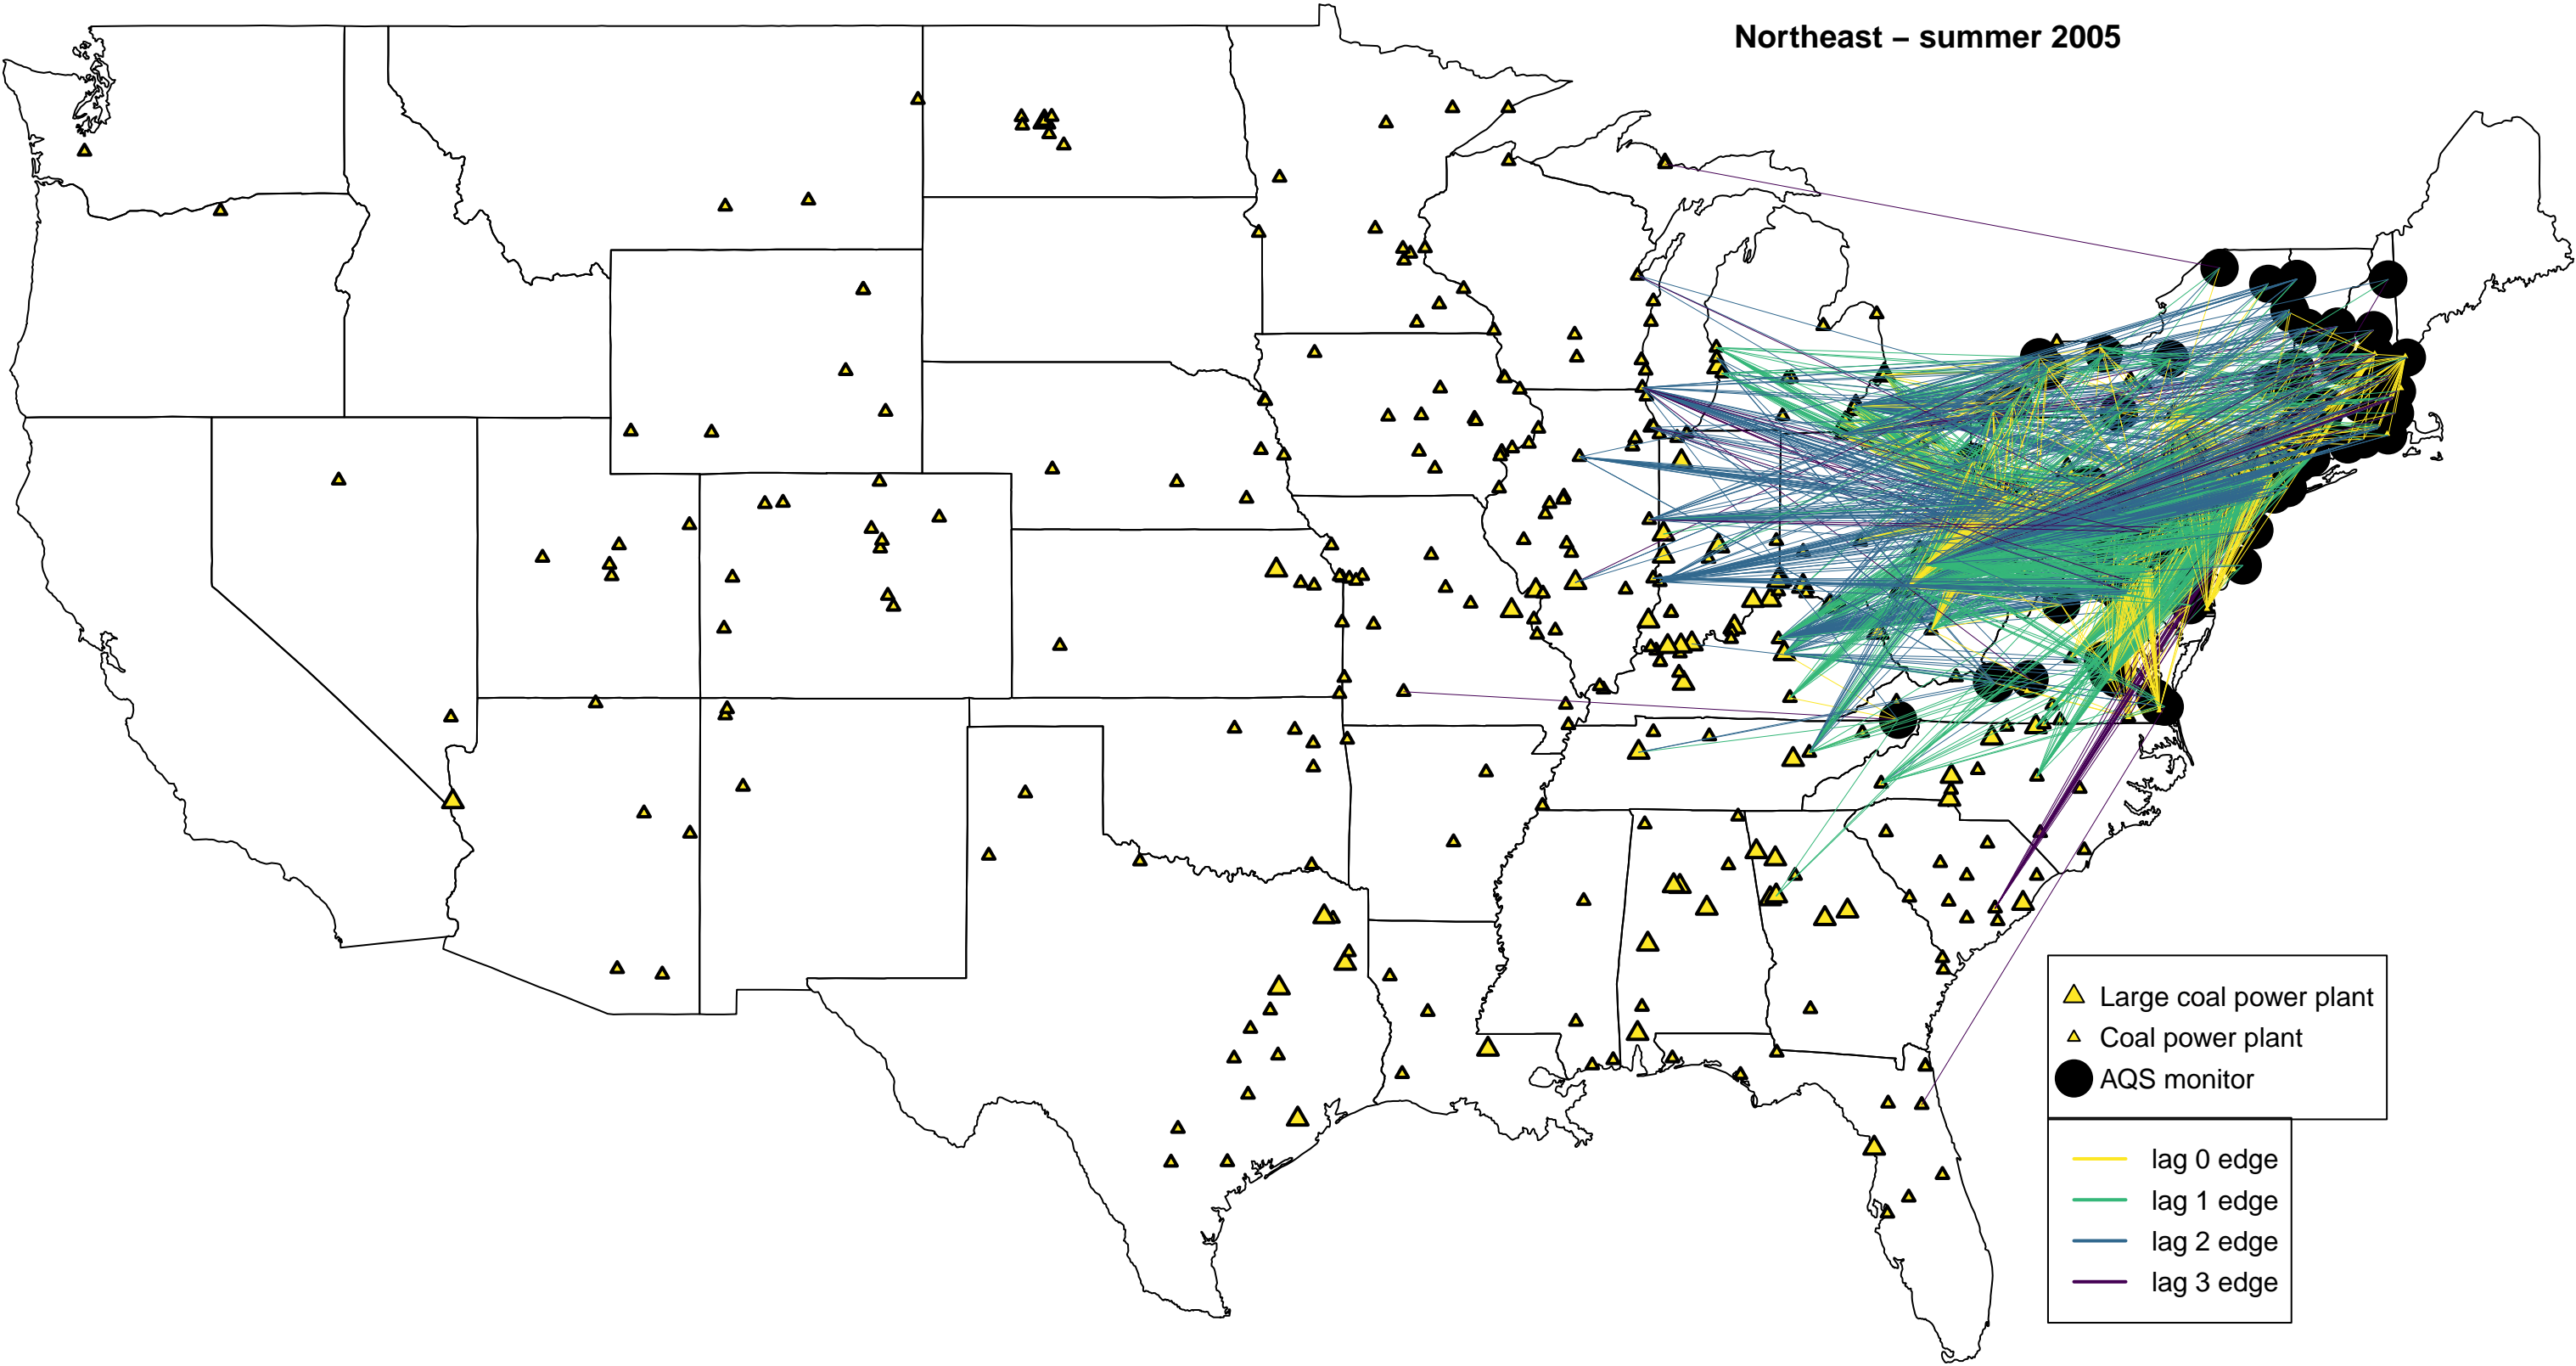 Northeast – summer 2005
Large coal power plant
Coal power plant
AQS monitor
lag 0 edge
lag 1 edge
lag 2 edge
lag 3 edge